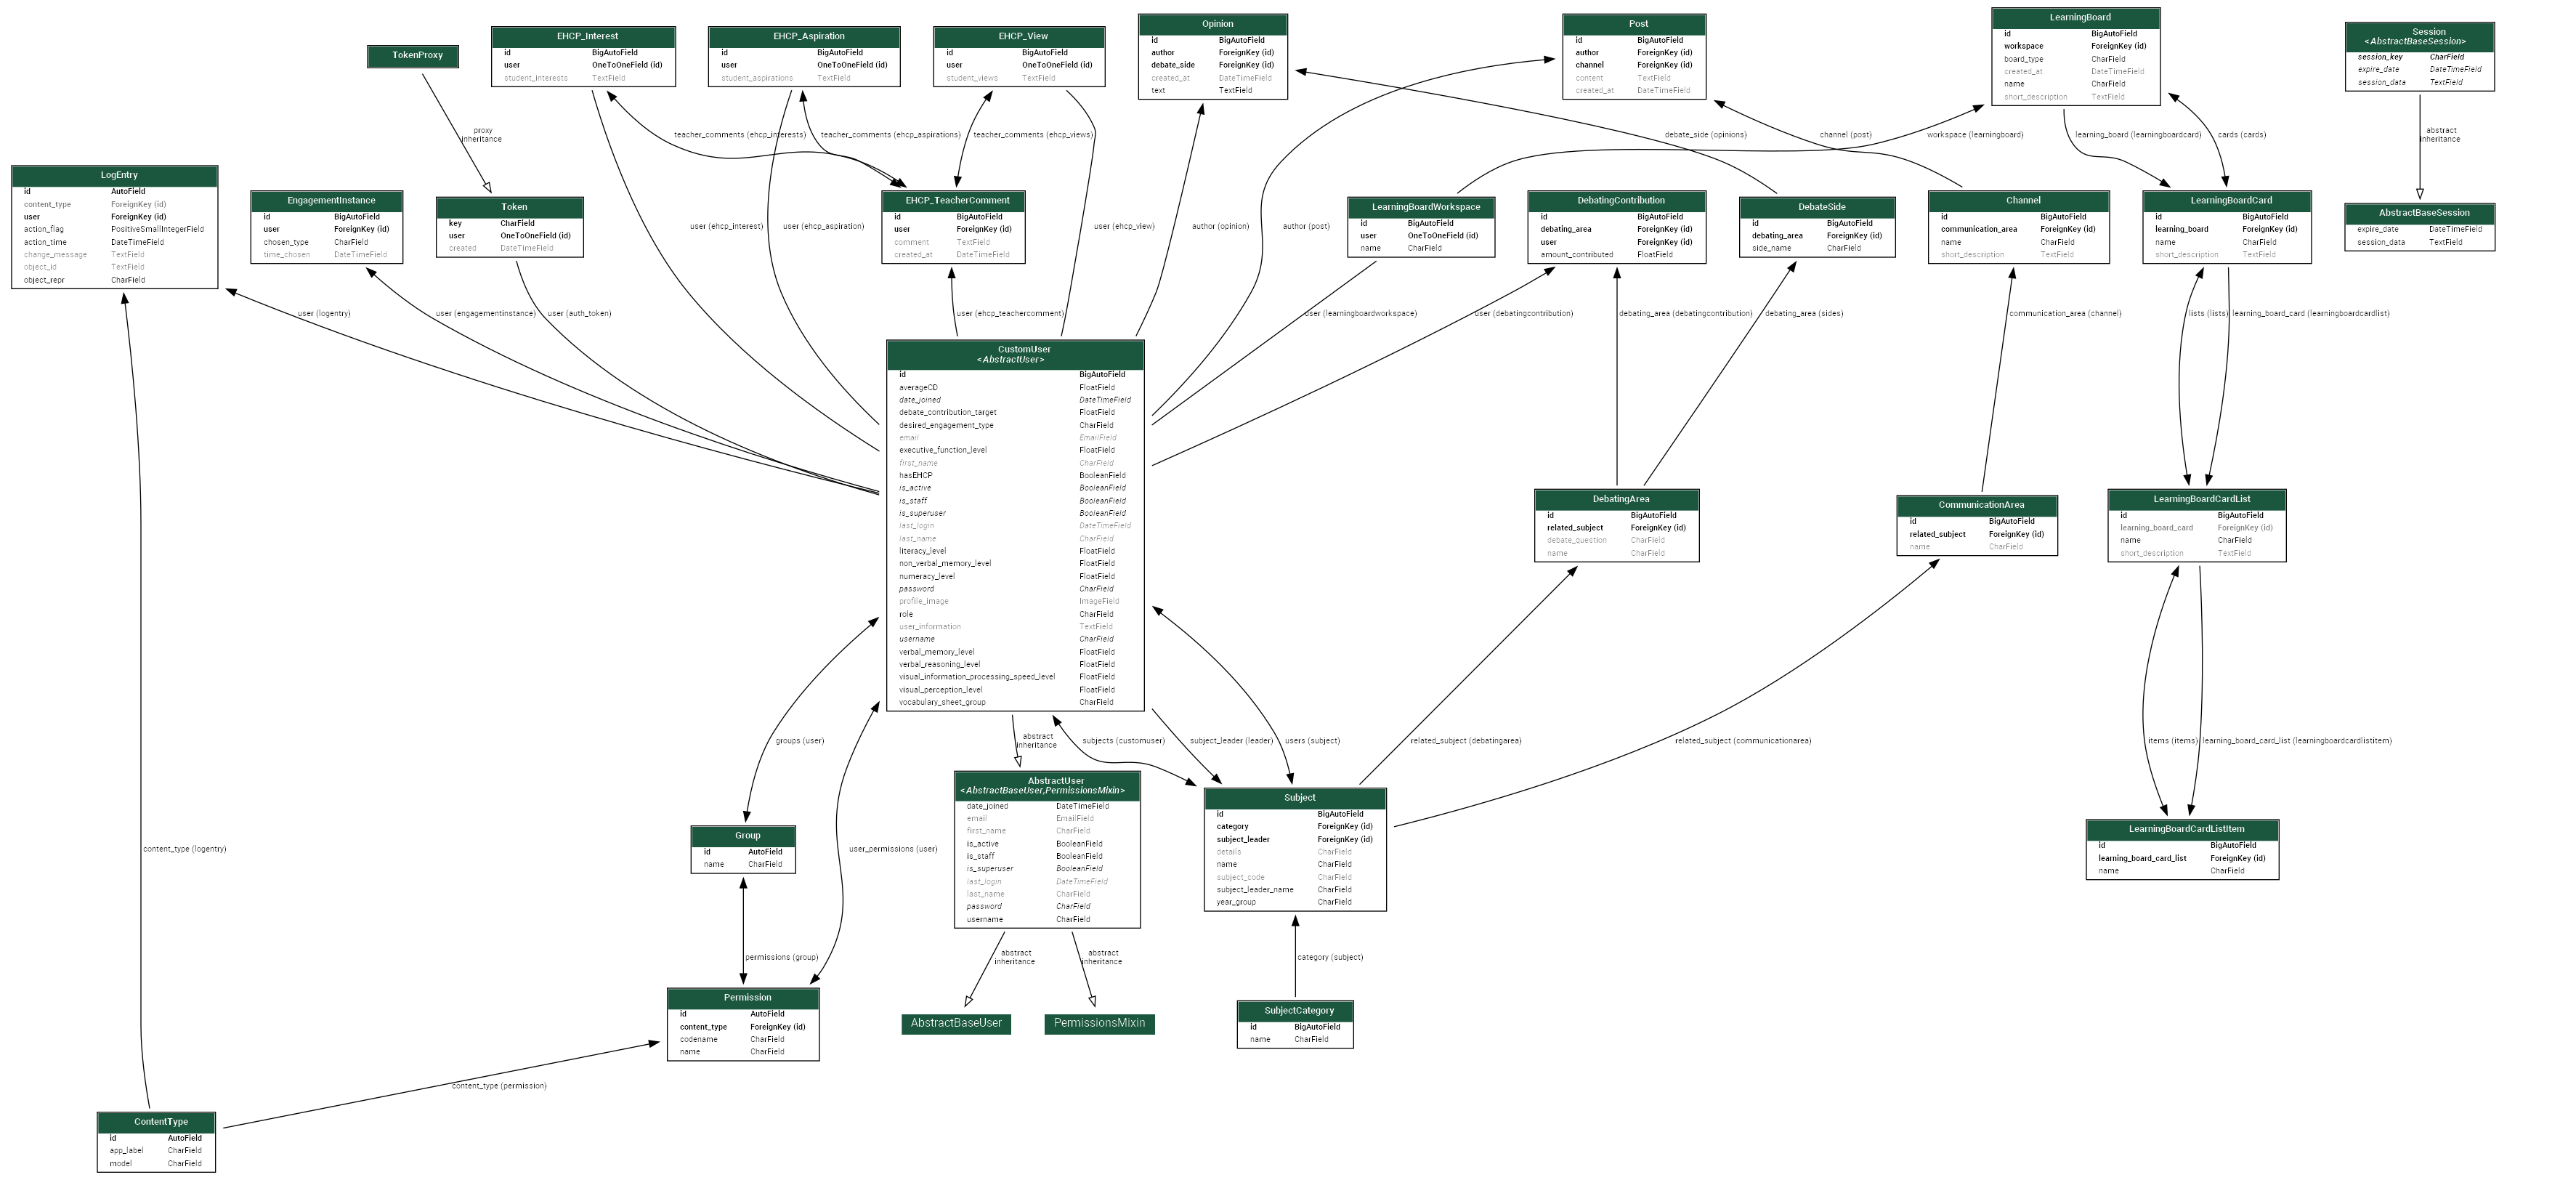 TokenProxy
EHCP_Interest
id BigAutoField
user OneToOneField (id)
student_interests TextField
EHCP_Aspiration
id BigAutoField
user OneToOneField (id)
student_aspirations TextField
EHCP_View
id BigAutoField
user OneToOneField (id)
student_views TextField
Opinion
id BigAutoField
author ForeignKey (id)
debate_side ForeignKey (id)
created_at DateTimeField
text TextField
Post
id BigAutoField
author ForeignKey (id)
channel ForeignKey (id)
content TextField
created_at DateTimeField
LearningBoard
id BigAutoField
workspace ForeignKey (id)
board_type CharField
created_at DateTimeField
name CharField
short_description TextField
Session
<AbstractBaseSession>
session_key CharField
expire_date DateTimeField
session_data TextField
proxy
inheritance
teacher_comments (ehcp_interests)
teacher_comments (ehcp_aspirations)
teacher_comments (ehcp_views)
debate_side (opinions)
channel (post)
workspace (learningboard)
learning_board (learningboardcard)
cards (cards)
abstract
inheritance
LogEntry
id AutoField
content_type ForeignKey (id)
user ForeignKey (id)
action_flag PositiveSmallIntegerField
action_time DateTimeField
change_message TextField
object_id TextField
object_repr CharField
EngagementInstance
id BigAutoField
user ForeignKey (id)
chosen_type CharField
time_chosen DateTimeField
Token
key CharField
user OneToOneField (id)
created DateTimeField
user (ehcp_interest)
user (ehcp_aspiration)
EHCP_TeacherComment
id BigAutoField
user ForeignKey (id)
comment TextField
created_at DateTimeField
user (ehcp_view)
author (opinion)
author (post)
LearningBoardWorkspace
id BigAutoField
user OneToOneField (id)
name CharField
DebatingContribution
id BigAutoField
debating_area ForeignKey (id)
user ForeignKey (id)
amount_contributed FloatField
DebateSide
id BigAutoField
debating_area ForeignKey (id)
side_name CharField
Channel
id BigAutoField
communication_area ForeignKey (id)
name CharField
short_description TextField
LearningBoardCard
id BigAutoField
learning_board ForeignKey (id)
name CharField
short_description TextField
AbstractBaseSession
expire_date DateTimeField
session_data TextField
user (logentry)
user (engagementinstance)
user (auth_token)
user (ehcp_teachercomment)
user (learningboardworkspace)
user (debatingcontribution)
debating_area (debatingcontribution)
debating_area (sides)
communication_area (channel)
lists (lists)
learning_board_card (learningboardcardlist)
CustomUser
<AbstractUser>
id BigAutoField
averageCD FloatField
date_joined DateTimeField
debate_contribution_target FloatField
desired_engagement_type CharField
email EmailField
executive_function_level FloatField
first_name CharField
hasEHCP BooleanField
is_active BooleanField
is_staff BooleanField
is_superuser BooleanField
last_login DateTimeField
last_name CharField
literacy_level FloatField
non_verbal_memory_level FloatField
numeracy_level FloatField
password CharField
profile_image ImageField
role CharField
user_information TextField
username CharField
verbal_memory_level FloatField
verbal_reasoning_level FloatField
visual_information_processing_speed_level FloatField
visual_perception_level FloatField
vocabulary_sheet_group CharField
DebatingArea
id BigAutoField
related_subject ForeignKey (id)
debate_question CharField
name CharField
CommunicationArea
id BigAutoField
related_subject ForeignKey (id)
name CharField
LearningBoardCardList
id BigAutoField
learning_board_card ForeignKey (id)
name CharField
short_description TextField
groups (user)
abstract
inheritance
subjects (customuser)
subject_leader (leader)
users (subject)
related_subject (debatingarea)
related_subject (communicationarea)
items (items)
learning_board_card_list (learningboardcardlistitem)
content_type (logentry)
Group
id AutoField
name CharField
user_permissions (user)
AbstractUser
<AbstractBaseUser,PermissionsMixin>
date_joined DateTimeField
email EmailField
first_name CharField
is_active BooleanField
is_staff BooleanField
is_superuser BooleanField
last_login DateTimeField
last_name CharField
password CharField
username CharField
Subject
id BigAutoField
category ForeignKey (id)
subject_leader ForeignKey (id)
details CharField
name CharField
subject_code CharField
subject_leader_name CharField
year_group CharField
LearningBoardCardListItem
id BigAutoField
learning_board_card_list ForeignKey (id)
name CharField
permissions (group)
abstract
inheritance
abstract
inheritance
category (subject)
Permission
id AutoField
content_type ForeignKey (id)
codename CharField
name CharField
AbstractBaseUser
PermissionsMixin
SubjectCategory
id BigAutoField
name CharField
content_type (permission)
ContentType
id AutoField
app_label CharField
model CharField